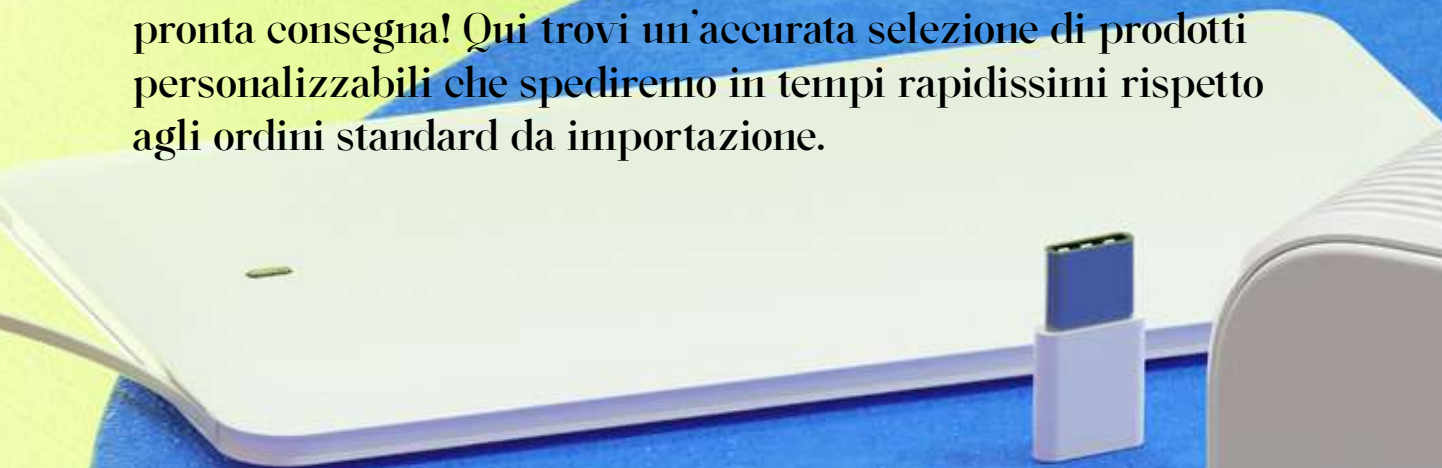 pronta consegna! Qui trovi un'accurata selezione di prodotti
personalizzabili che spediremo in tempi rapidissimi rispetto
agli ordini standard da importazione.